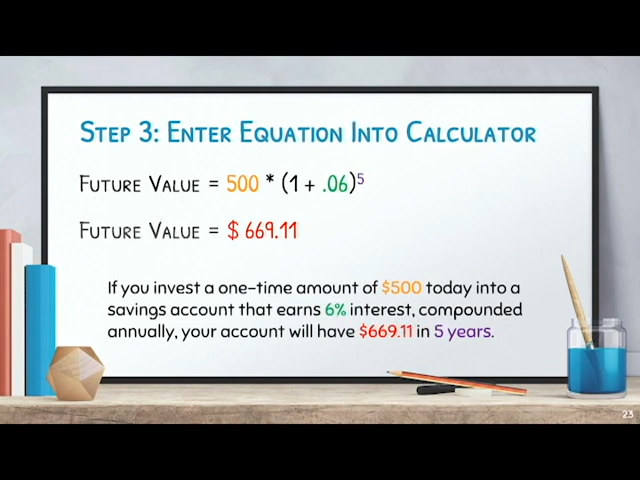 Step 3: Enter Equation Into Calculator
Future Value = 500 * (1 + .06)⁵
Future Value = $ 669.11
If you invest a one-time amount of $500 today into a
savings account that earns 6% interest, compounded
annually, your account will have $669.11 in 5 years.
23